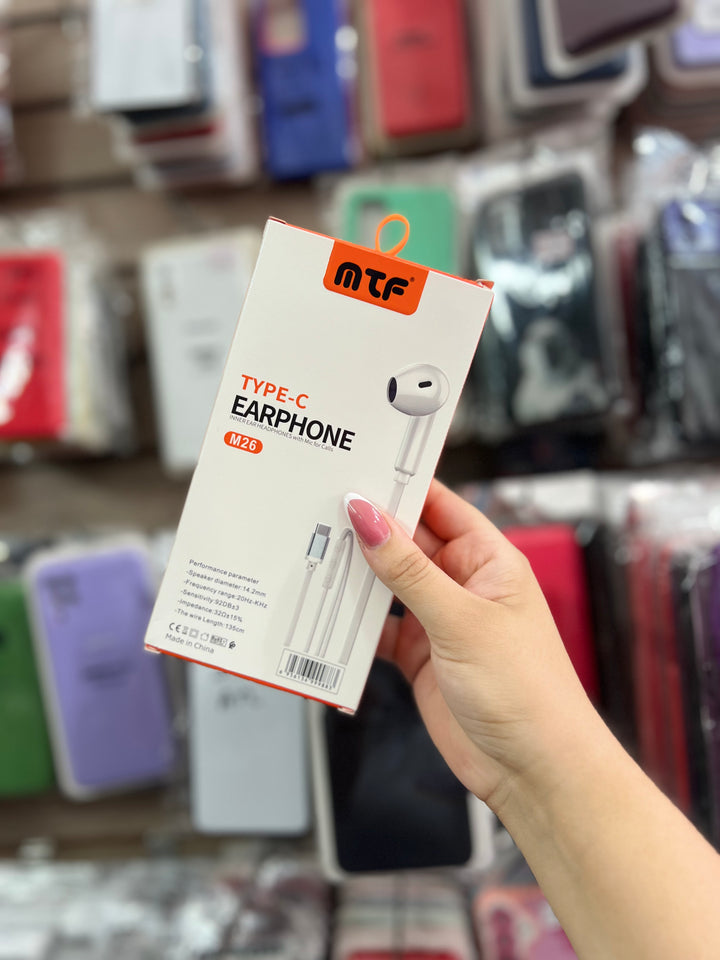 MTF
TYPE-C
EARPHONE
INNER EAR HEADPHONES with Mic for Calls
M26
Performance parameter
-Speaker diameter:14.2mm
-Frequency range:20Hz-KHz
-Sensitivity:92DB±3
-Impedance:32Ω±15%
-The wire Length:135cm
CE
Made in China